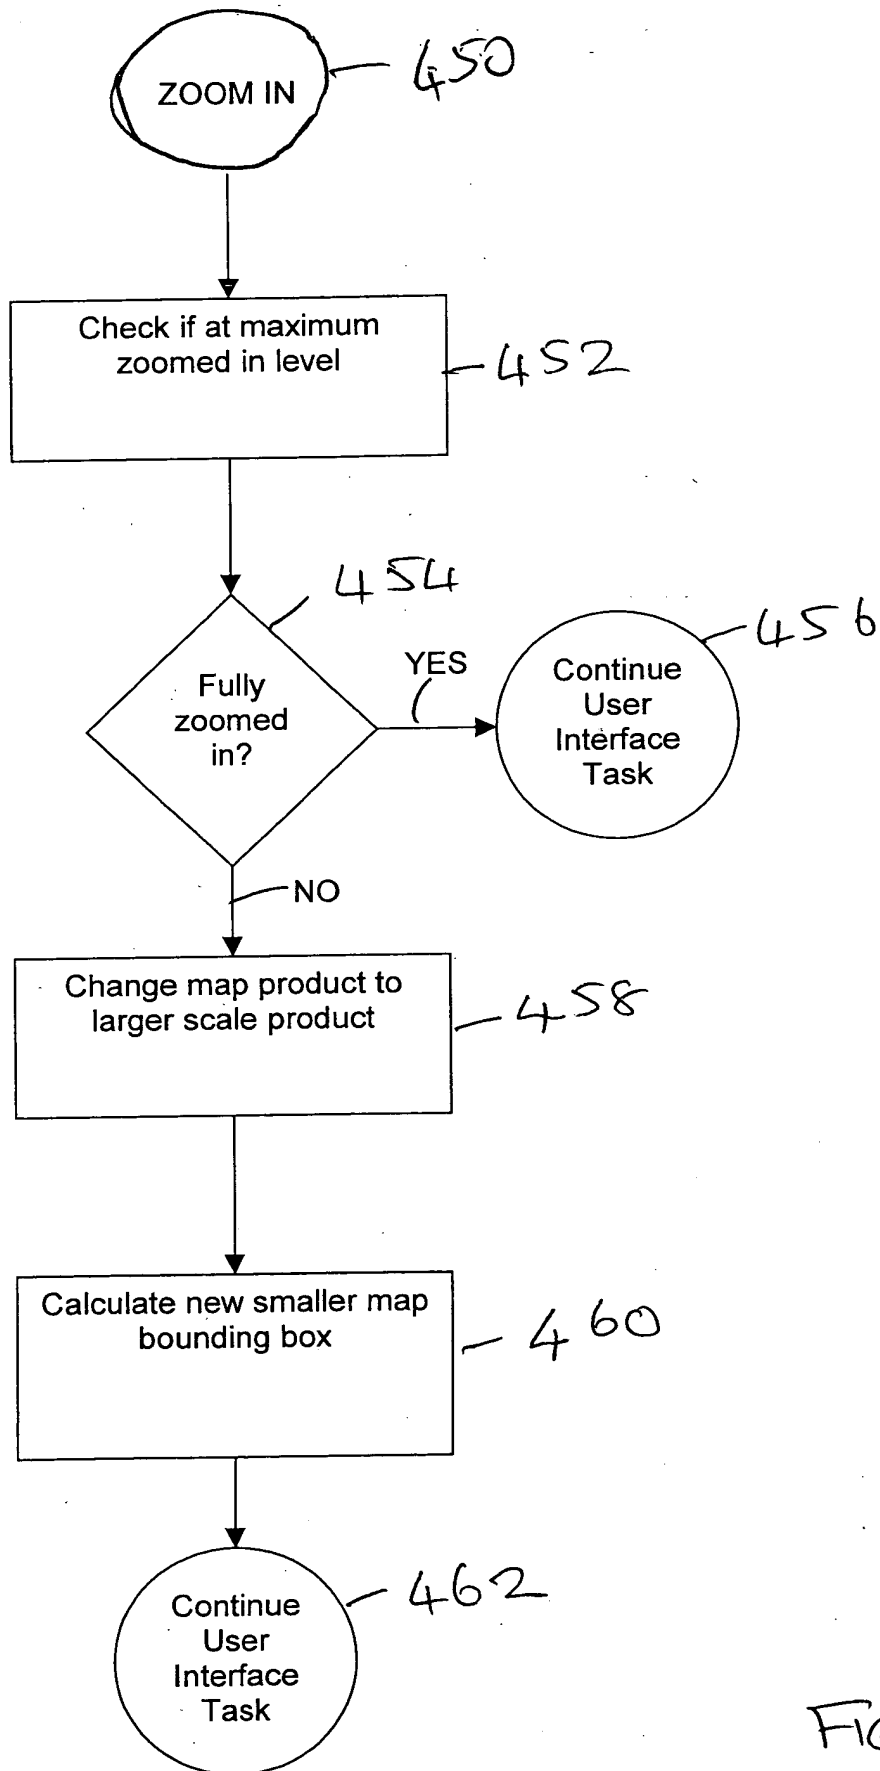 ZOOM IN
450
Check if at maximum
zoomed in level
452
454
Fully
zoomed
in?
YES
Continue
User
Interface
Task
456
NO
Change map product to
larger scale product
458
Calculate new smaller map
bounding box
460
Continue
User
Interface
Task
462